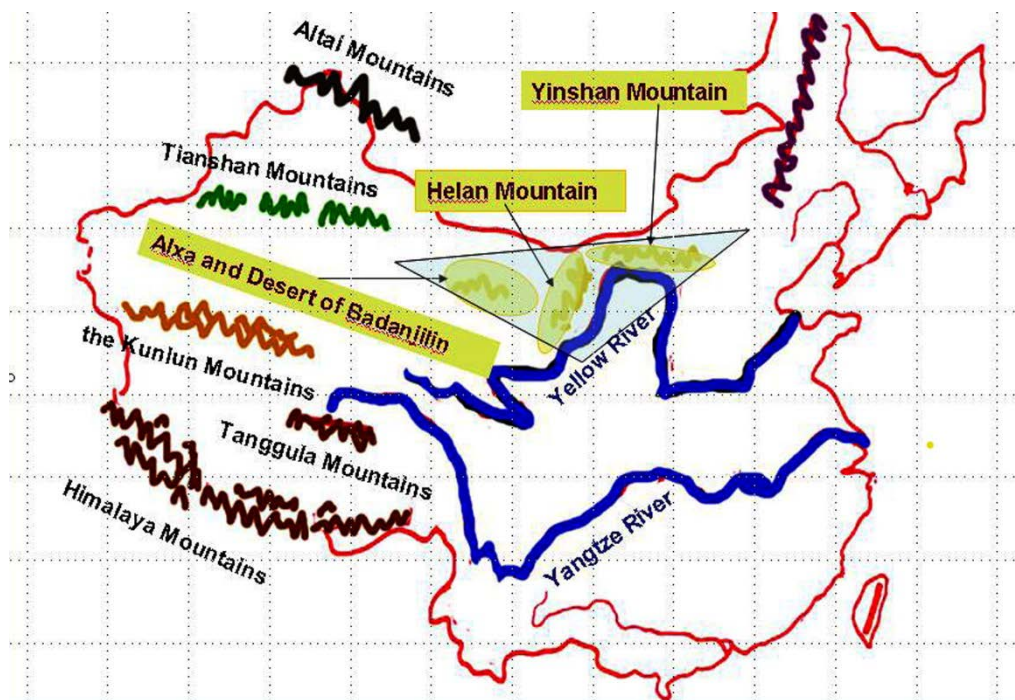 Altai Mountains
Yinshan Mountain
Tianshan Mountains
Helan Mountain
Alxa and Desert of Badanjilin
the Kunlun Mountains
Yellow River
Tanggula Mountains
Himalaya Mountains
Yangtze River